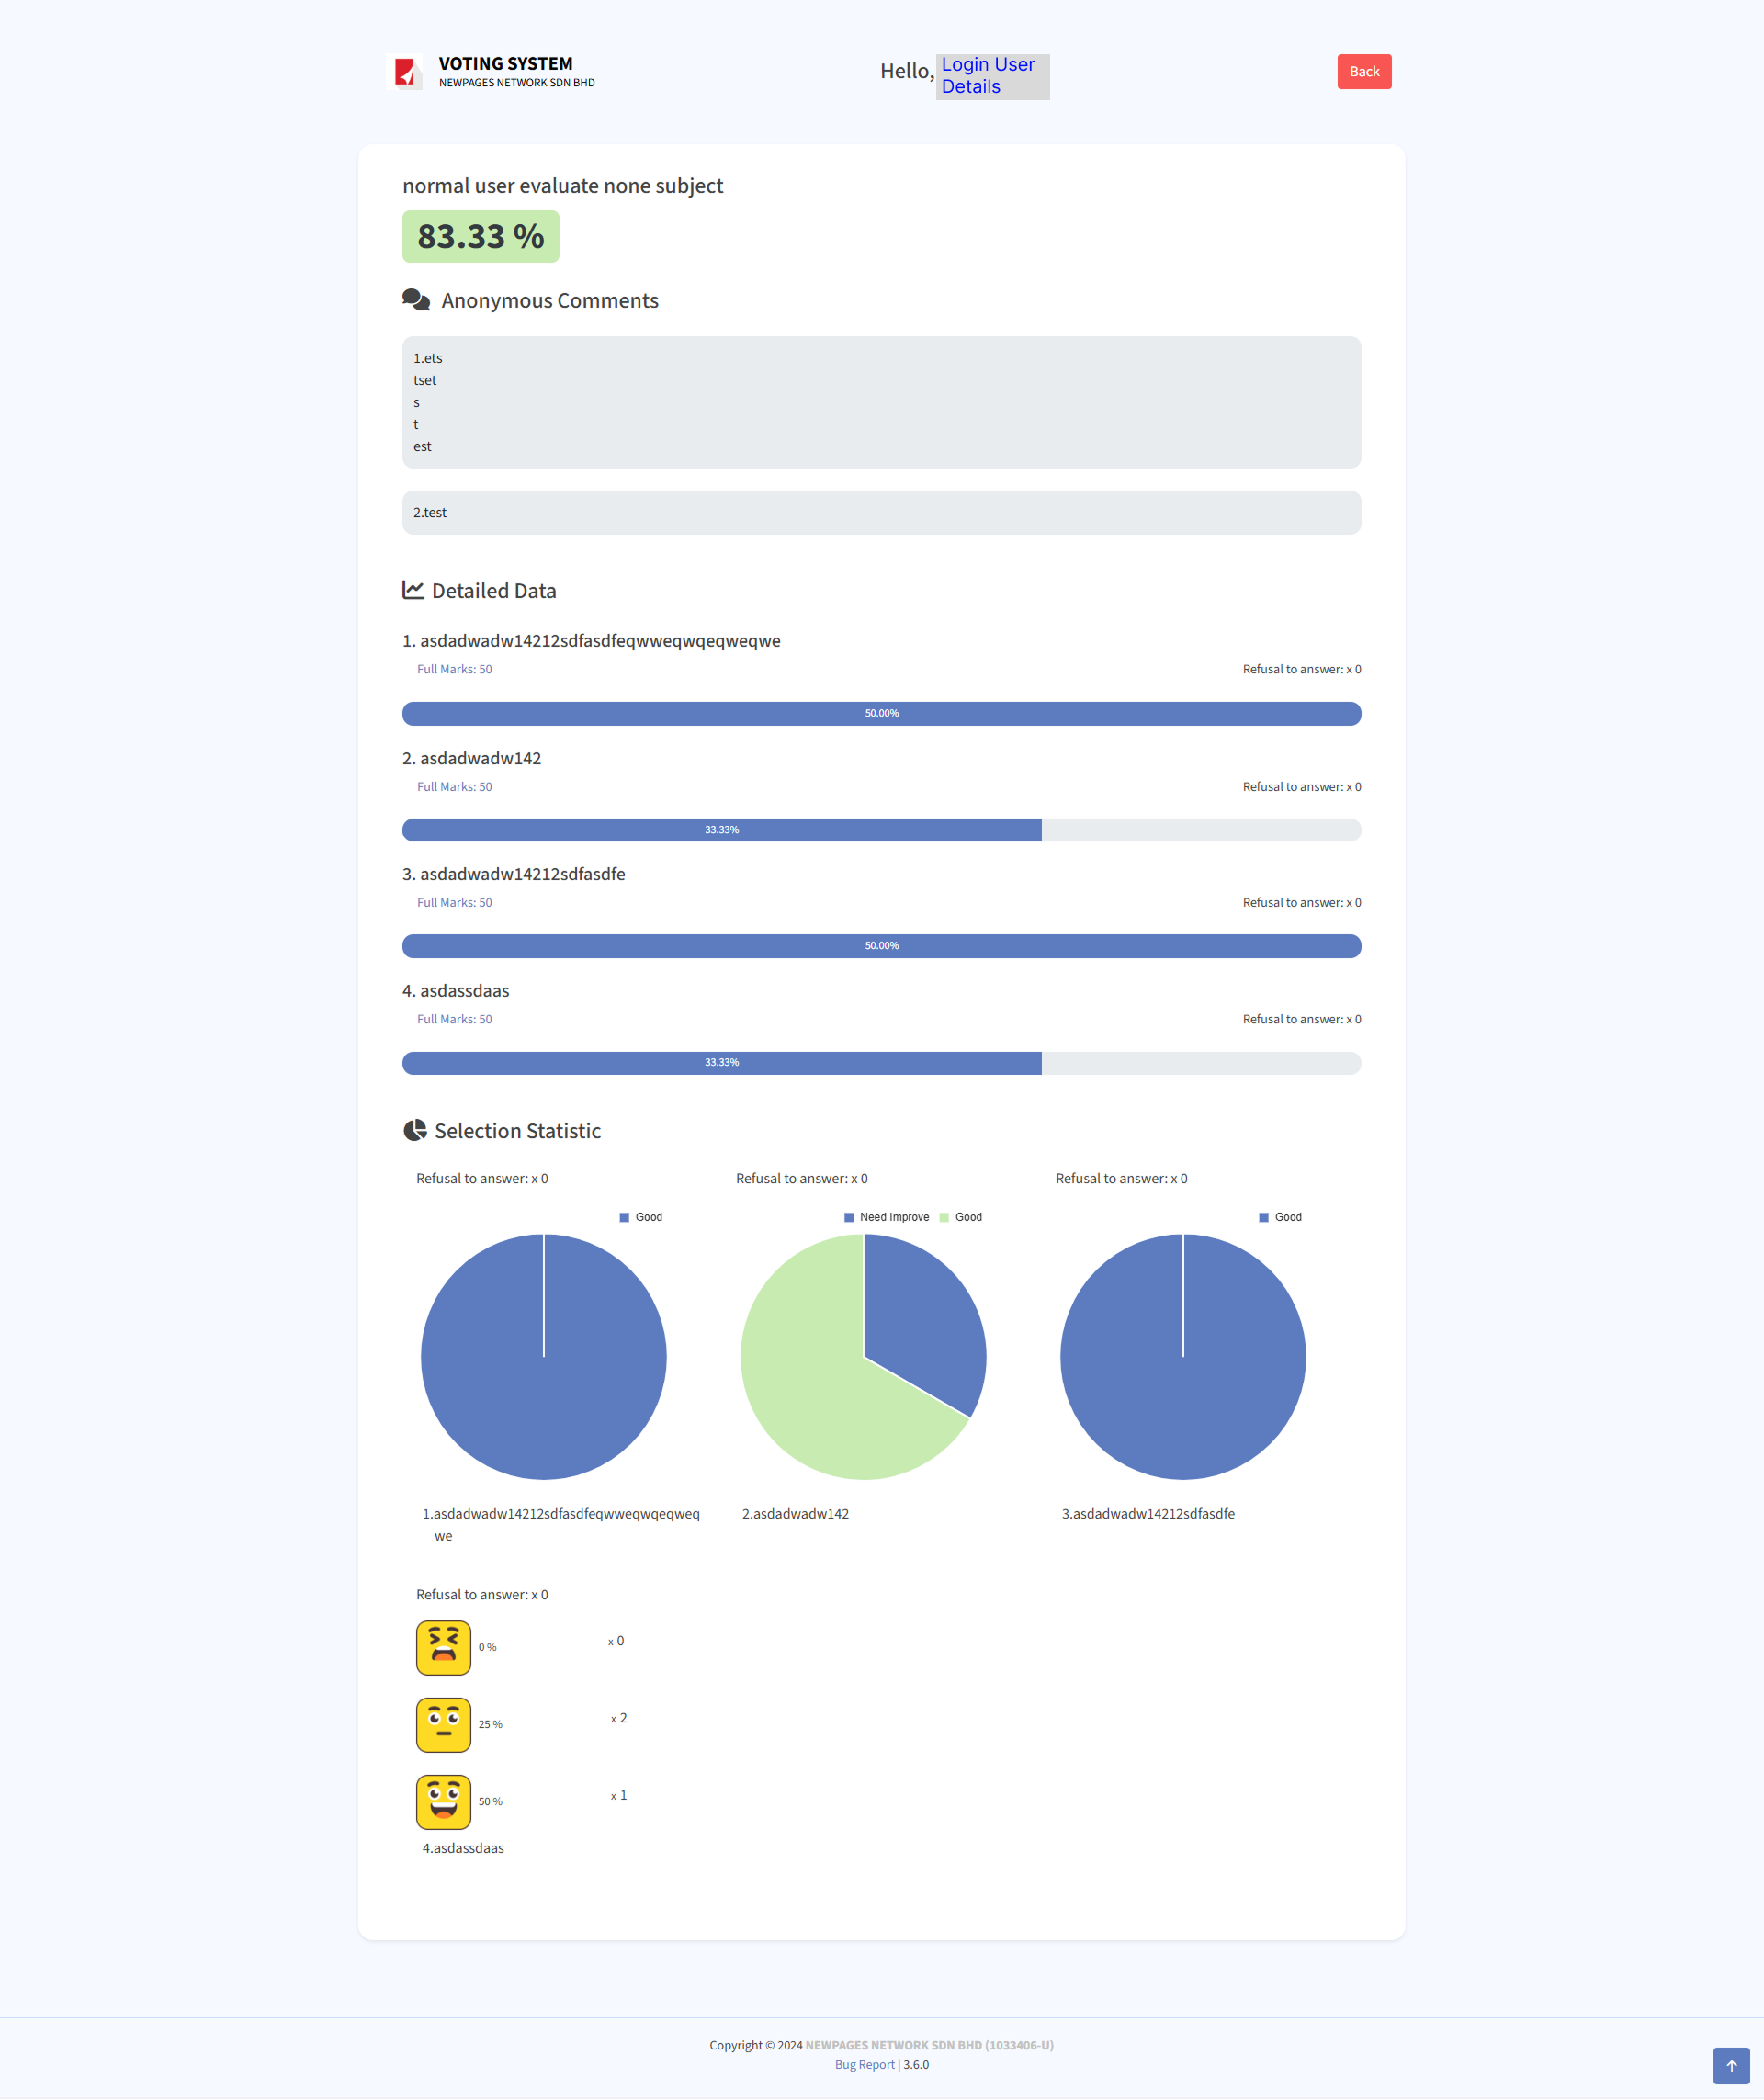 VOTING SYSTEM
NEWPAGES NETWORK SDN BHD
Hello, Login User
Details
Back
normal user evaluate none subject
83.33 %
Anonymous Comments
1.ets
tset
s
t
est
2.test
Detailed Data
1. asdadwadw14212sdfasdfeqwweqwqeqweqwe
Full Marks: 50
Refusal to answer: x 0
50.00%
2. asdadwadw142
Full Marks: 50
Refusal to answer: x 0
33.33%
3. asdadwadw14212sdfasdfe
Full Marks: 50
Refusal to answer: x 0
50.00%
4. asdassdaas
Full Marks: 50
Refusal to answer: x 0
33.33%
Selection Statistic
Refusal to answer: x 0
Good
1.asdadwadw14212sdfasdfeqwweqwqeqweq
we
Refusal to answer: x 0
Need Improve Good
2.asdadwadw142
Refusal to answer: x 0
Good
3.asdadwadw14212sdfasdfe
Refusal to answer: x 0
0 % x 0
25 % x 2
50 % x 1
4.asdassdaas
Copyright © 2024 NEWPAGES NETWORK SDN BHD (1033406-U)
Bug Report | 3.6.0